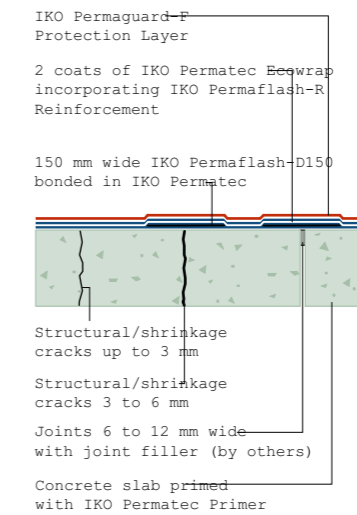 IKO Permaguard-F
Protection Layer
2 coats of IKO Permatec Ecowrap
incorporating IKO Permaflash-R
Reinforcement
150 mm wide IKO Permaflash-D150
bonded in IKO Permatec
Structural/shrinkage
cracks up to 3 mm
Structural/shrinkage
cracks 3 to 6 mm
Joints 6 to 12 mm wide
with joint filler (by others)
Concrete slab primed
with IKO Permatec Primer